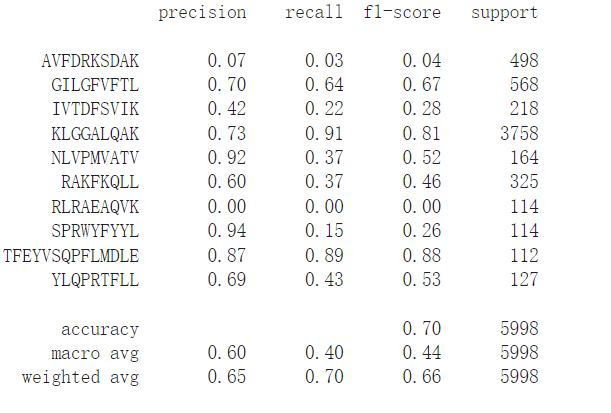 precision recall f1-score support
AVFDRKSDAK 0.07 0.03 0.04 498
GILGFVFTL 0.70 0.64 0.67 568
IVTDFSVIK 0.42 0.22 0.28 218
KLGGALQAK 0.73 0.91 0.81 3758
NLVPMVATV 0.92 0.37 0.52 164
RAKFKQLL 0.60 0.37 0.46 325
RLRAEAQVK 0.00 0.00 0.00 114
SPRWYFYYL 0.94 0.15 0.26 114
TFEYVSQPFLMDLE 0.87 0.89 0.88 112
YLQPRTFLL 0.69 0.43 0.53 127
accuracy 0.70 5998
macro avg 0.60 0.40 0.44 5998
weighted avg 0.65 0.70 0.66 5998